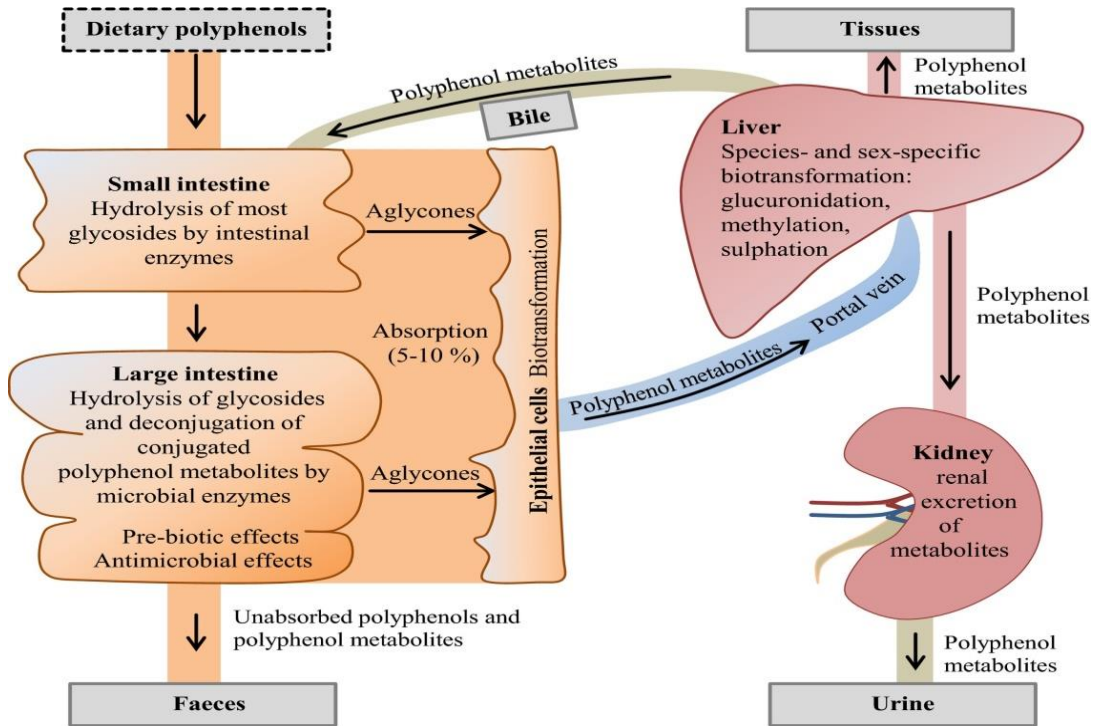 Dietary polyphenols
Polyphenol metabolites
Bile
Tissues
Polyphenol
metabolites
Small intestine
Hydrolysis of most
glycosides by intestinal
enzymes
Aglycones
Liver
Species- and sex-specific
biotransformation:
glucuronidation,
methylation,
sulphation
Absorption
(5-10 %)
Epithelial cells Biotransformation
Polyphenol metabolites
Portal vein
Polyphenol
metabolites
Large intestine
Hydrolysis of glycosides
and deconjugation of
conjugated
polyphenol metabolites by
microbial enzymes
Pre-biotic effects
Antimicrobial effects
Aglycones
Kidney
renal
excretion
of
metabolites
Unabsorbed polyphenols and
polyphenol metabolites
Polyphenol
metabolites
Faeces
Urine